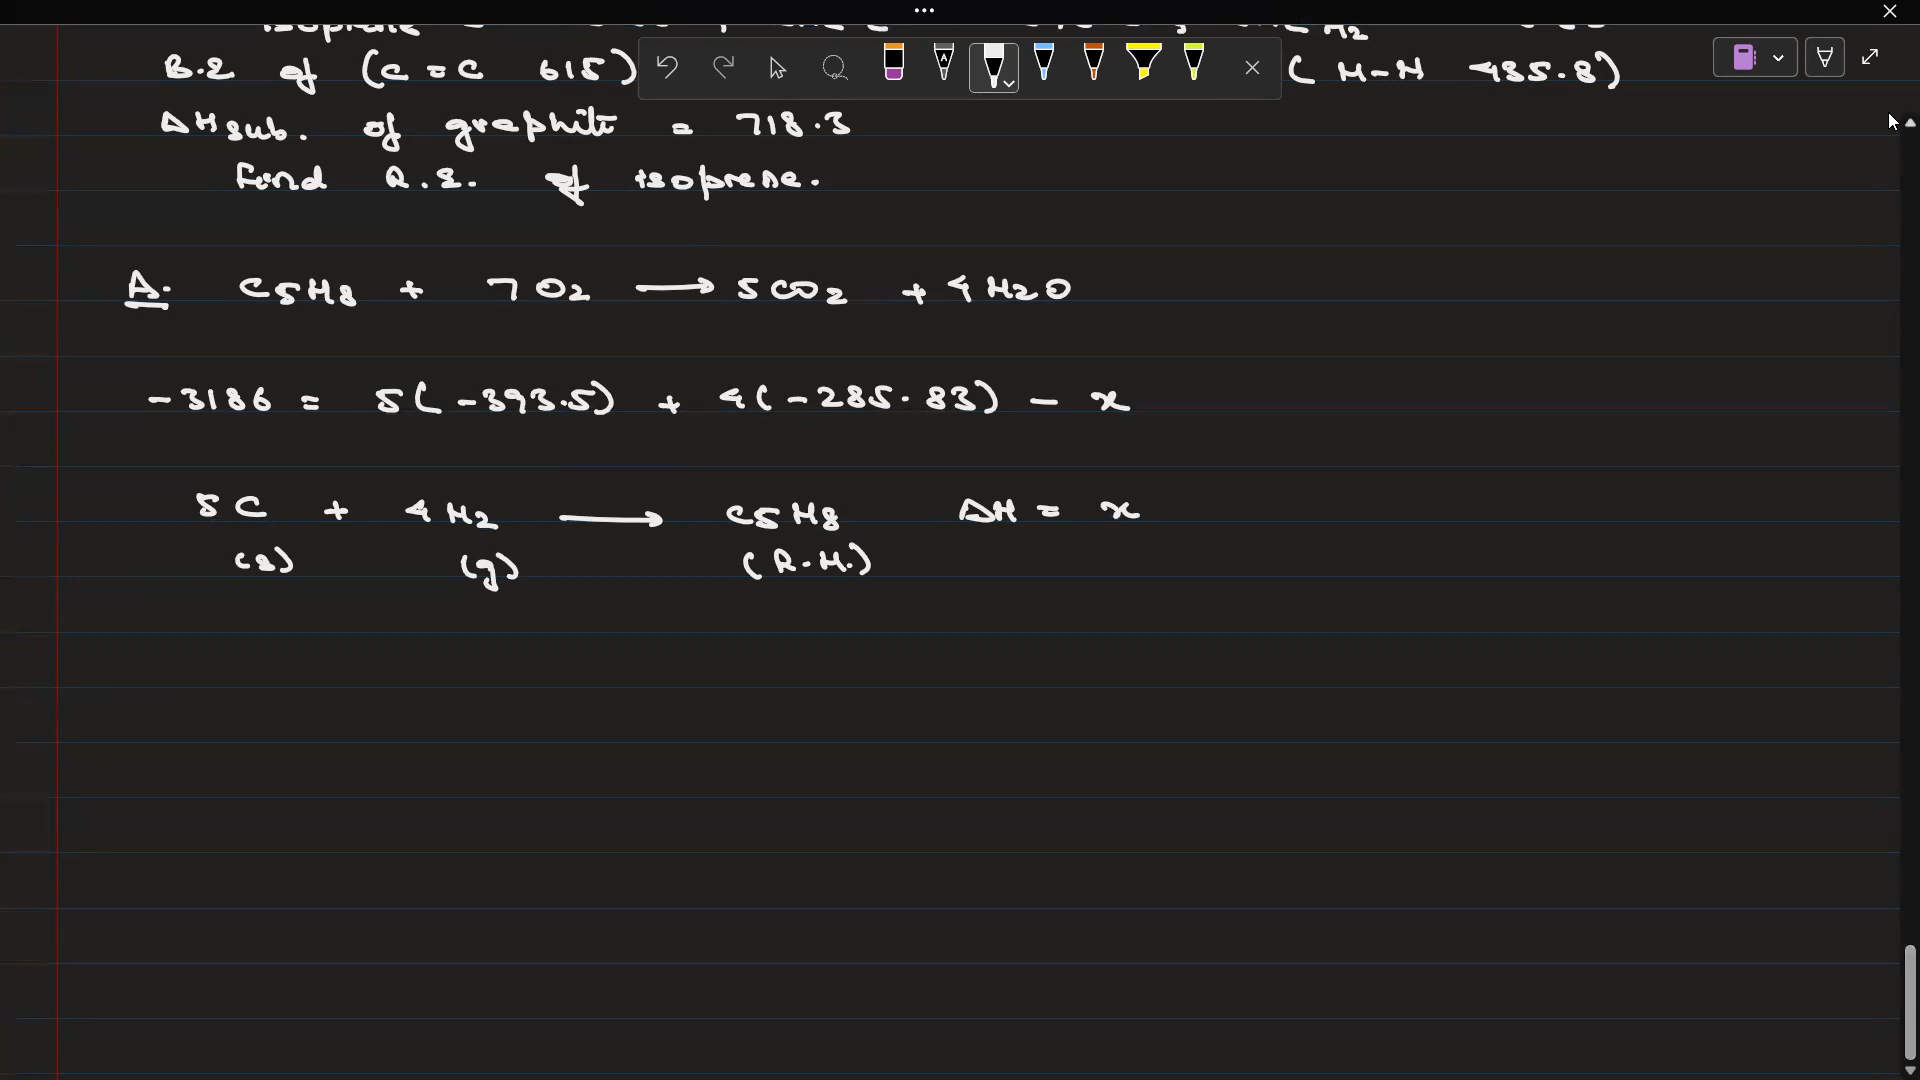 B.E of (C=C 615) (H-H 435.8)
ΔHsub. of graphite = 718.3
Find R.E. of isoprene.
A. C5H8 + 7O2 ⟶ 5CO2 + 4H2O
-3186 = 5(-393.5) + 4(-285.83) - x
5C + 4H2 ⟶ C5H8 ΔH = x
(s) (g) (R.H.)